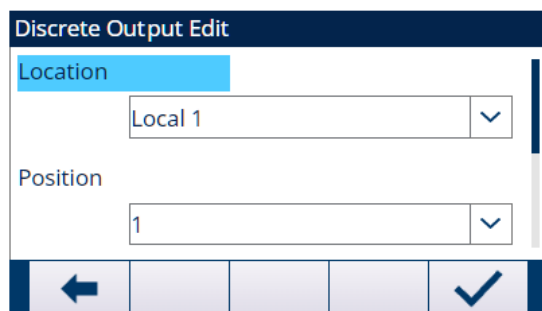 Discrete Output Edit
Location
Local 1
Position
1